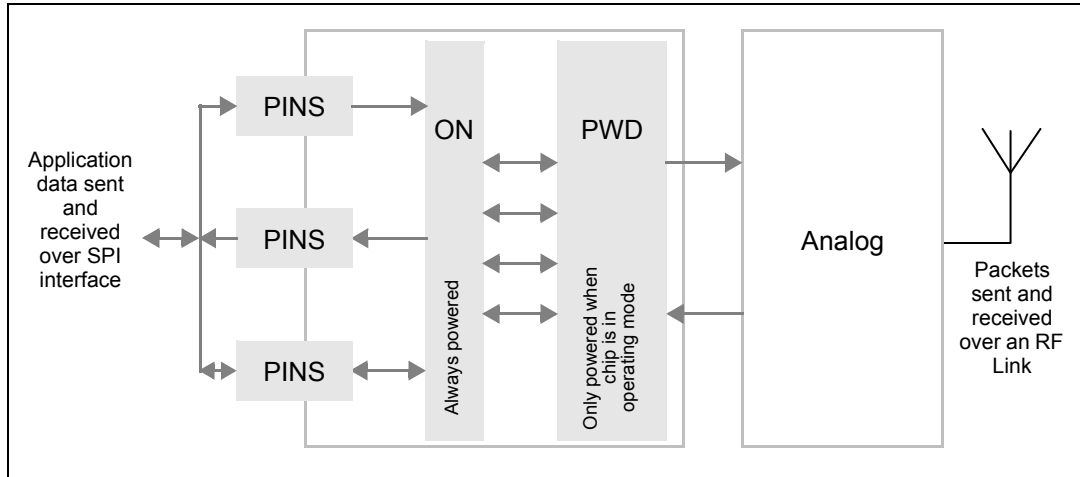 Application
data sent
and
received
over SPI
interface
PINS
PINS
PINS
ON
Always powered
PWD
Only powered when
chip is in
operating mode
Analog
Packets
sent and
received
over an RF
Link